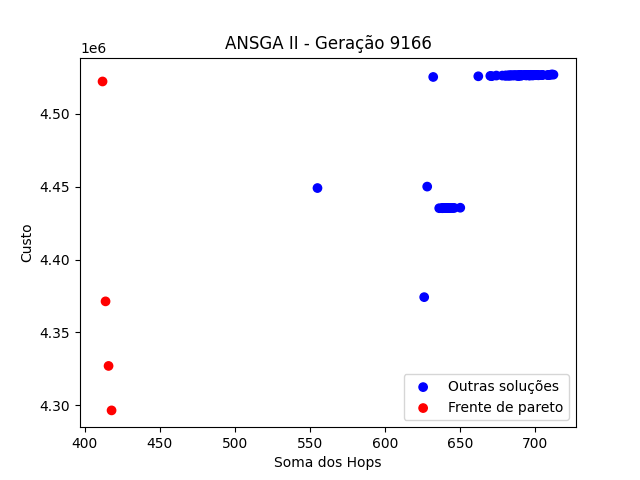 ANSGA II - Geração 9166
1e6
4.50
4.45
4.40
4.35
4.30
Custo
400 450 500 550 600 650 700
Soma dos Hops
Outras soluções
Frente de pareto